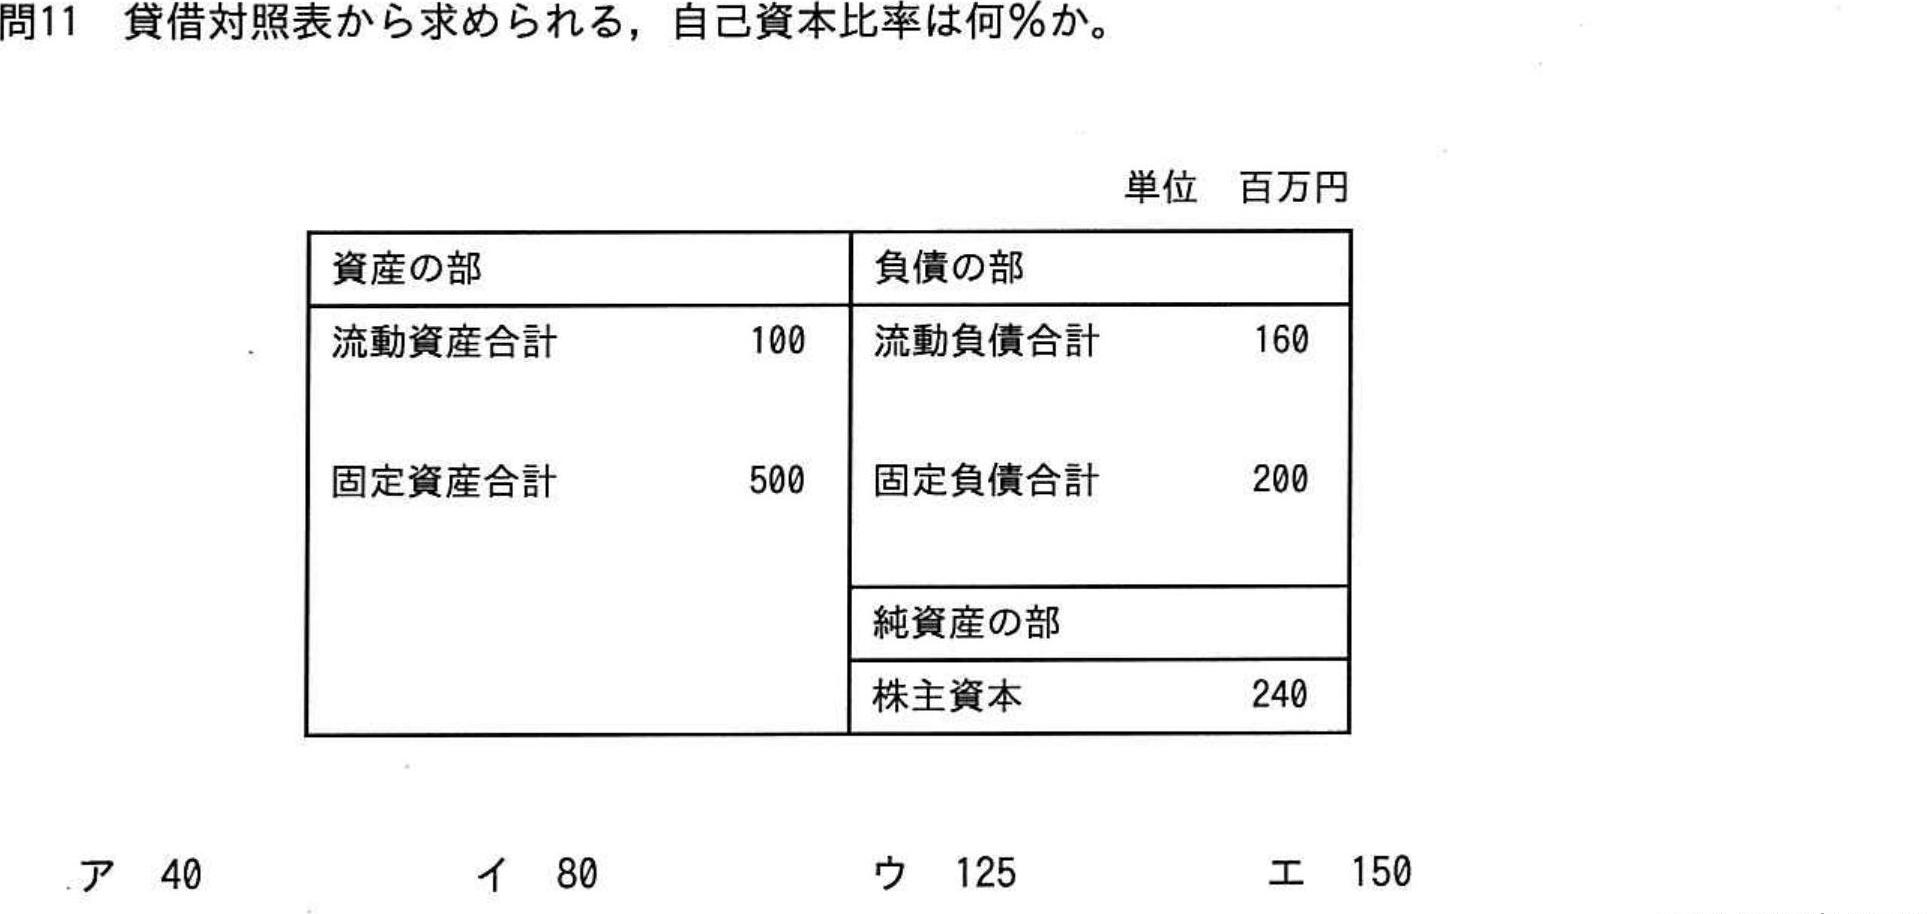 問11　貸借対照表から求められる，自己資本比率は何％か。
単位　百万円
資産の部　負債の部
流動資産合計　100　流動負債合計　160
固定資産合計　500　固定負債合計　200
純資産の部
株主資本　240
ア　40　イ　80　ウ　125　エ　150